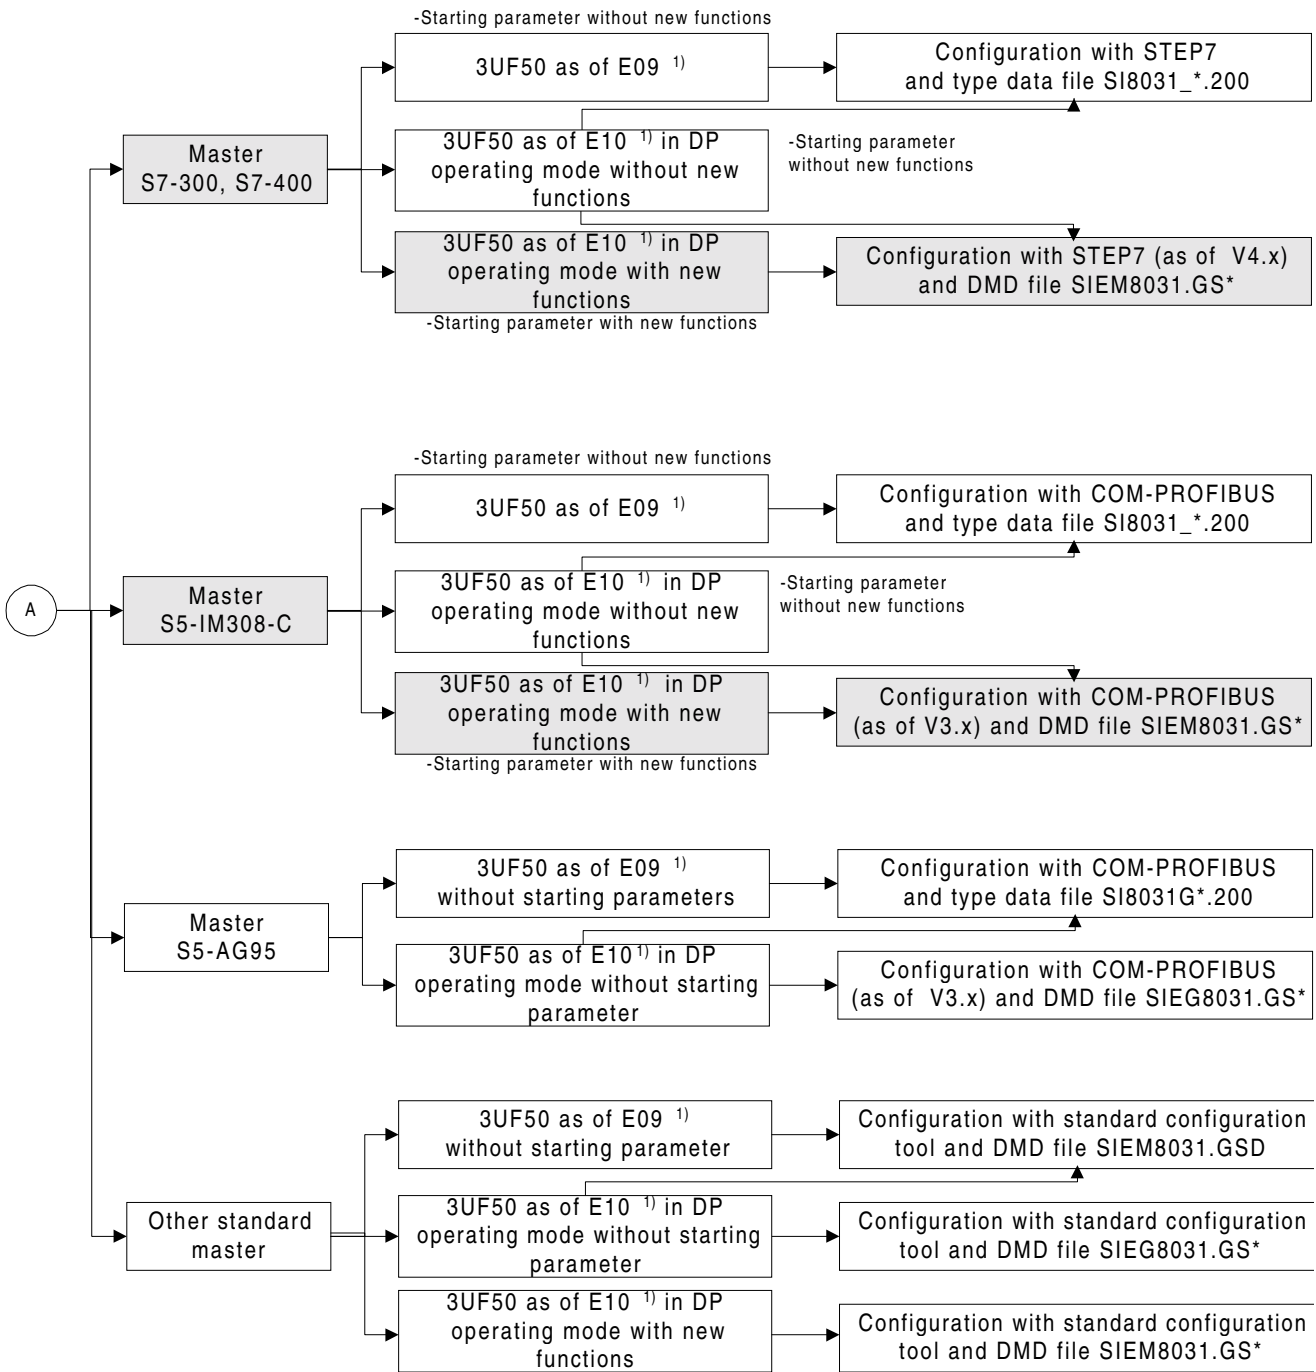 -Starting parameter without new functions
3UF50 as of E09 1)
Configuration with STEP7
and type data file SI8031_*.200
Master
S7-300, S7-400
3UF50 as of E10 1) in DP
operating mode without new
functions
-Starting parameter
without new functions
3UF50 as of E10 1) in DP
operating mode with new
functions
Configuration with STEP7 (as of V4.x)
and DMD file SIEM8031.GS*
-Starting parameter with new functions
-Starting parameter without new functions
3UF50 as of E09 1)
Configuration with COM-PROFIBUS
and type data file SI8031_*.200
A
Master
S5-IM308-C
3UF50 as of E10 1) in DP
operating mode without new
functions
-Starting parameter
without new functions
3UF50 as of E10 1) in DP
operating mode with new
functions
Configuration with COM-PROFIBUS
(as of V3.x) and DMD file SIEM8031.GS*
-Starting parameter with new functions
3UF50 as of E09 1)
without starting parameters
Configuration with COM-PROFIBUS
and type data file SI8031G*.200
Master
S5-AG95
3UF50 as of E10 1) in DP
operating mode without starting
parameter
Configuration with COM-PROFIBUS
(as of V3.x) and DMD file SIEG8031.GS*
3UF50 as of E09 1)
without starting parameter
Configuration with standard configuration
tool and DMD file SIEM8031.GSD
Other standard
master
3UF50 as of E10 1) in DP
operating mode without starting
parameter
Configuration with standard configuration
tool and DMD file SIEG8031.GS*
3UF50 as of E10 1) in DP
operating mode with new
functions
Configuration with standard configuration
tool and DMD file SIEM8031.GS*